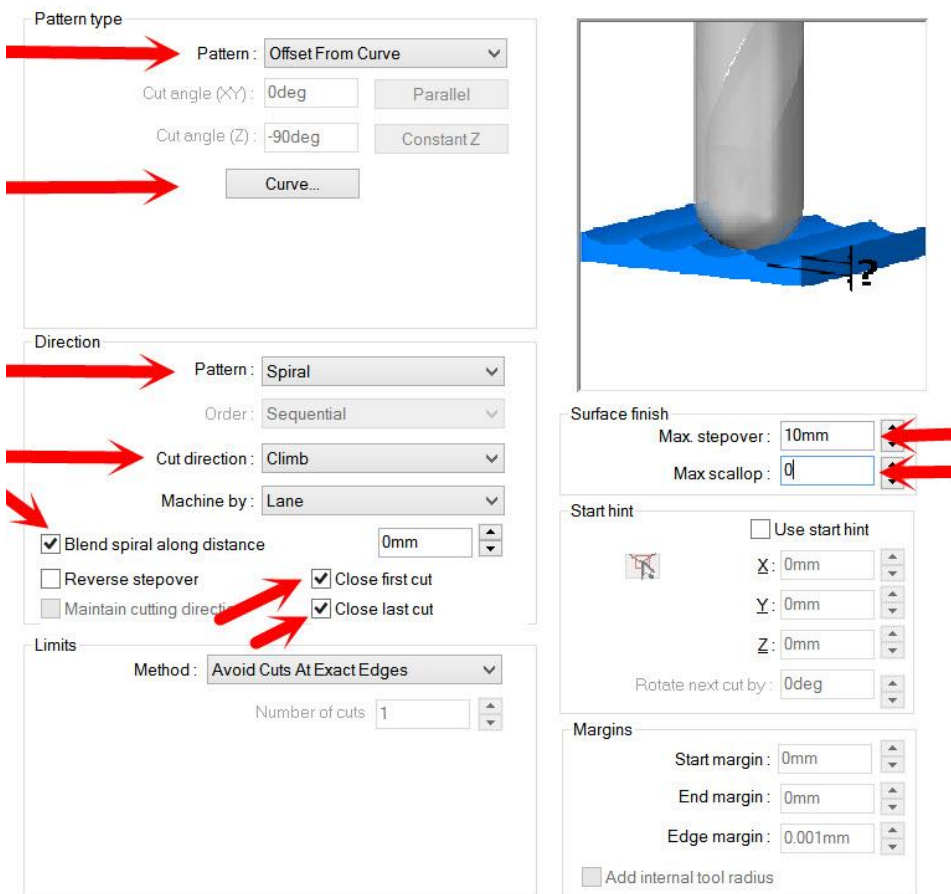 Pattern type
Pattern : Offset From Curve
Cut angle (XY) : 0deg Parallel
Cut angle (Z) : -90deg Constant Z
Curve...
?
Direction
Pattern : Spiral
Order : Sequential
Cut direction : Climb
Machine by : Lane
Blend spiral along distance 0mm
Reverse stepover Close first cut
Maintain cutting Close last cut
Limits
Method : Avoid Cuts At Exact Edges
Number of cuts 1
Surface finish
Max. stepover : 10mm
Max scallop : 0
Start hint
Use start hint
X : 0mm
Y : 0mm
Z : 0mm
Rotate next cut by : 0deg
Margins
Start margin : 0mm
End margin : 0mm
Edge margin : 0.001mm
Add internal tool radius